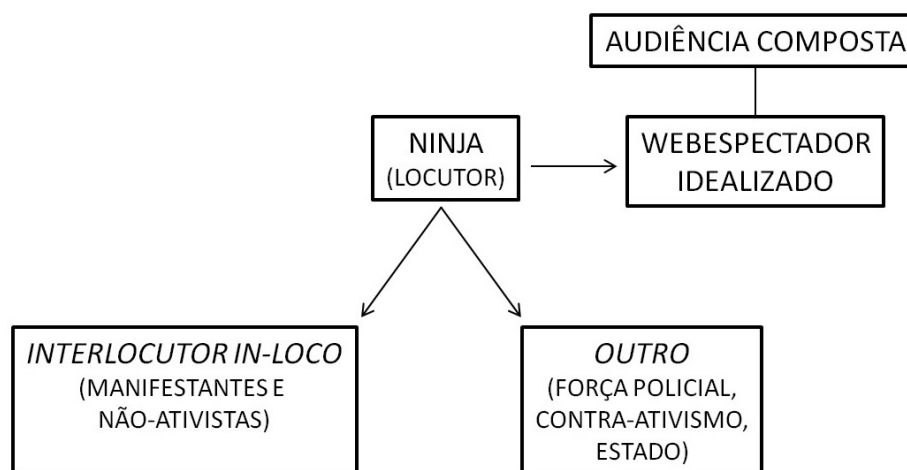 AUDIÊNCIA COMPOSTA
NINJA
(LOCUTOR)
WEBESPECTADOR
IDEALIZADO
INTERLOCUTOR IN-LOCO
(MANIFESTANTES E
NÃO-ATIVISTAS)
OUTRO
(FORÇA POLICIAL,
CONTRA-ATIVISMO,
ESTADO)